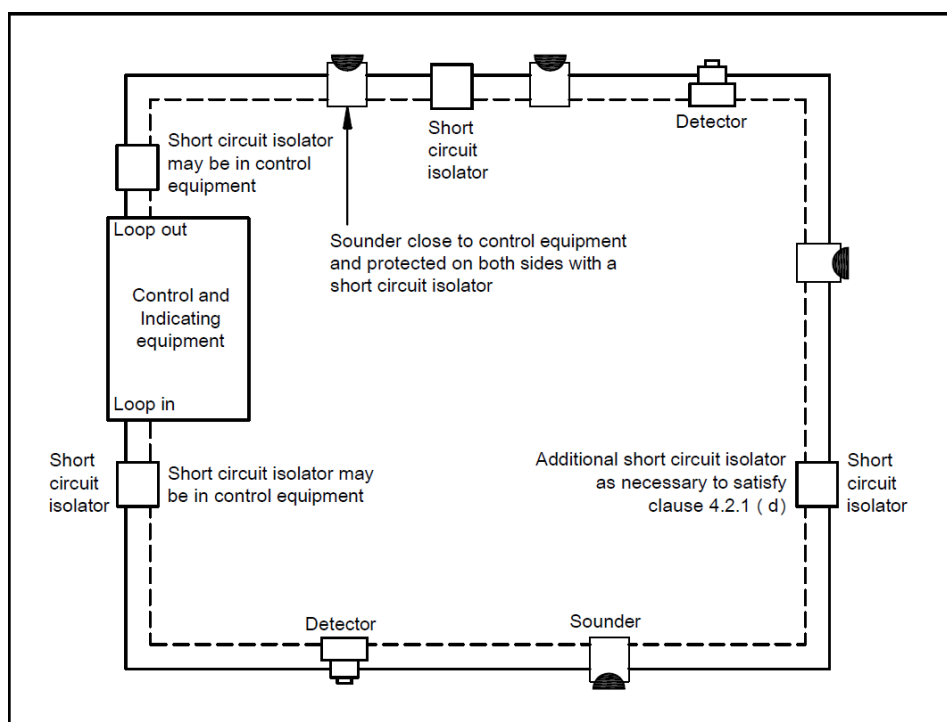 Short circuit isolator
may be in control
equipment
Short
circuit
isolator
Detector
Loop out
Control and
Indicating
equipment
Loop in
Sounder close to control equipment
and protected on both sides with a
short circuit isolator
Short
circuit
isolator
Short circuit isolator may
be in control equipment
Additional short circuit isolator
as necessary to satisfy
clause 4.2.1 ( d)
Short
circuit
isolator
Detector
Sounder